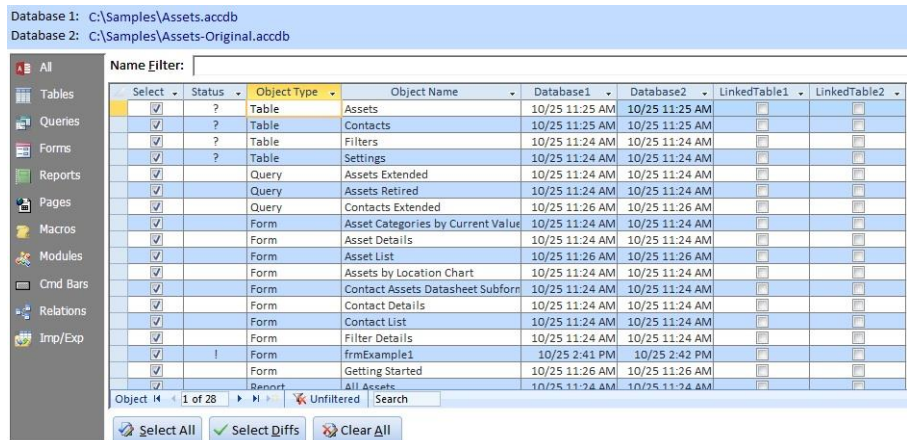 Database 1: C:\Samples\Assets.accdb
Database 2: C:\Samples\Assets-Original.accdb
All
Tables
Queries
Forms
Reports
Pages
Macros
Modules
Cmd Bars
Relations
Imp/Exp
Name Filter:
Select Status Object Type Object Name Database1 Database2 LinkedTable1 LinkedTable2
? Table Assets 10/25 11:25 AM 10/25 11:25 AM
? Table Contacts 10/25 11:25 AM 10/25 11:25 AM
? Table Filters 10/25 11:24 AM 10/25 11:24 AM
? Table Settings 10/25 11:24 AM 10/25 11:24 AM
Query Assets Extended 10/25 11:24 AM 10/25 11:24 AM
Query Assets Retired 10/25 11:24 AM 10/25 11:24 AM
Query Contacts Extended 10/25 11:26 AM 10/25 11:26 AM
Form Asset Categories by Current Value 10/25 11:24 AM 10/25 11:24 AM
Form Asset Details 10/25 11:24 AM 10/25 11:24 AM
Form Asset List 10/25 11:26 AM 10/25 11:26 AM
Form Assets by Location Chart 10/25 11:24 AM 10/25 11:24 AM
Form Contact Assets Datasheet Subform 10/25 11:24 AM 10/25 11:24 AM
Form Contact Details 10/25 11:24 AM 10/25 11:24 AM
Form Contact List 10/25 11:24 AM 10/25 11:24 AM
Form Filter Details 10/25 11:24 AM 10/25 11:24 AM
! Form frmExample1 10/25 2:41 PM 10/25 2:42 PM
Form Getting Started 10/25 11:26 AM 10/25 11:26 AM
Report All Assets 10/25 11:24 AM 10/25 11:24 AM
Object 1 of 28 Unfiltered Search
Select All Select Diffs Clear All